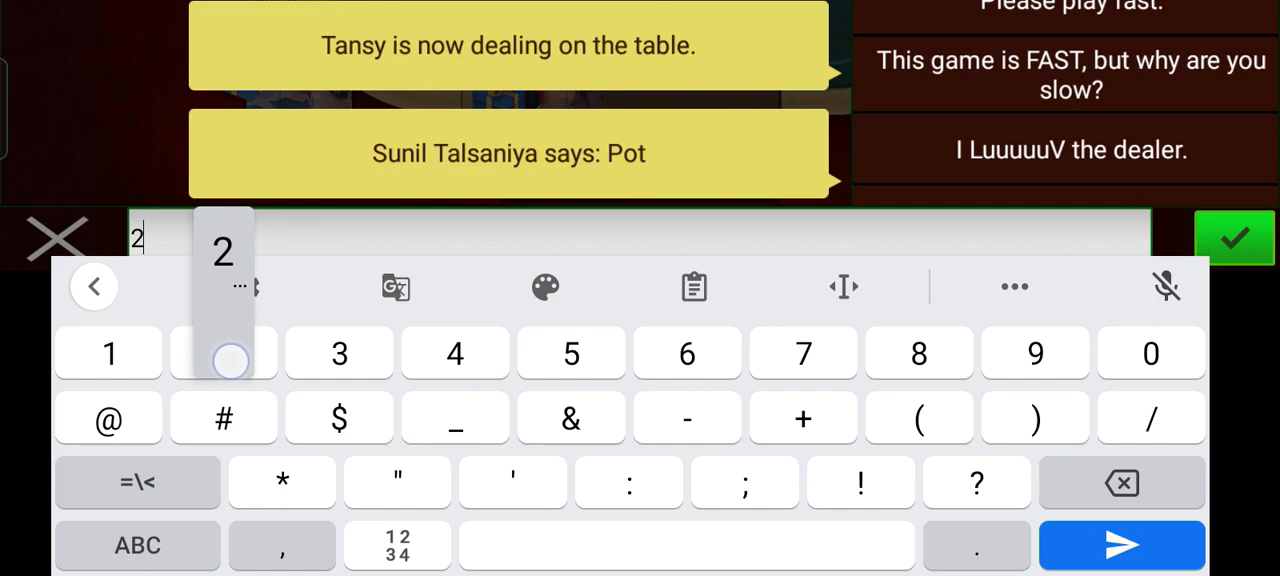 Please play fast.
Tansy is now dealing on the table.
This game is FAST, but why are you
slow?
Sunil Talsaniya says: Pot
I LuuuuuV the dealer.
2
2
...
1 3 4 5 6 7 8 9 0
@ # $ _ & - + ( ) /
=\< * " ' : ; ! ?
ABC , 12 .
34